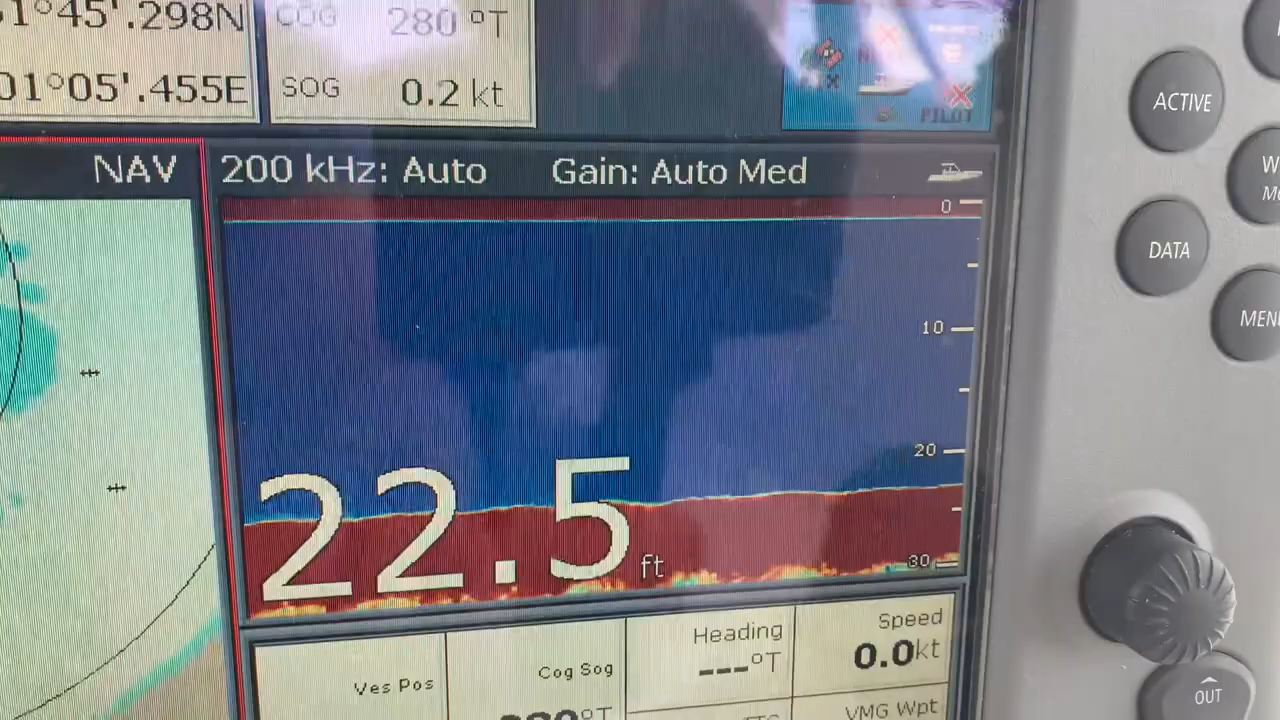 1°45'.298N
COG 280 °T
01°05'.455E
SOG 0.2 kt
PILOT
NAV
200 kHz: Auto Gain: Auto Med
0
10
20
30
22.5 ft
Ves Pos
Cog Sog
Heading
---°T
Speed
0.0kt
VMG Wpt
ACTIVE
DATA
MENU
OUT